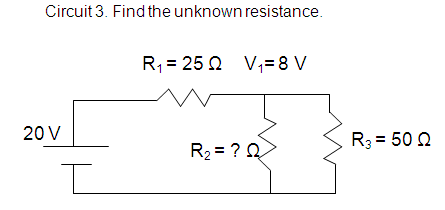 Circuit 3. Find the unknown resistance.
R₁ = 25 Ω V₁=8 V
20 V
R₂ = ? Ω
R₃ = 50 Ω